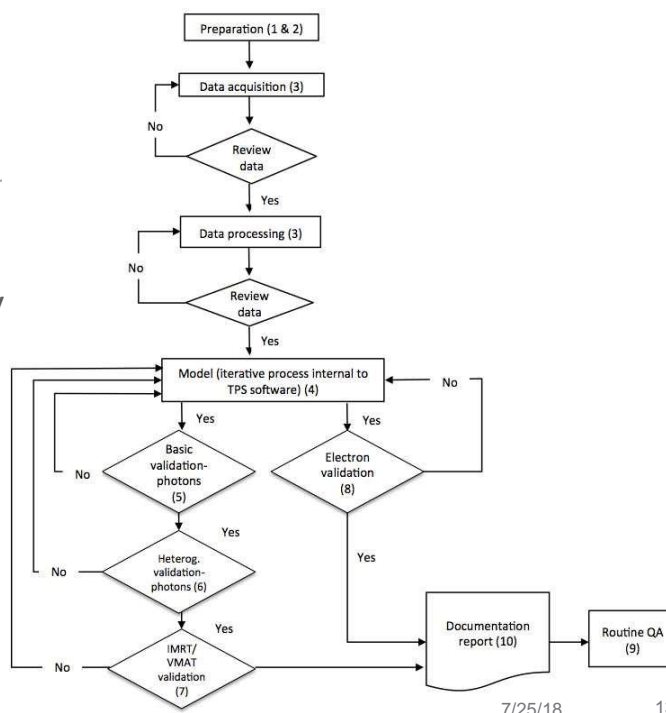 Preparation (1 & 2)
Data acquisition (3)
No
Review
data
Yes
Data processing (3)
No
Review
data
Yes
Model (iterative process internal to
TPS software) (4)
No
Yes
Yes
Basic
validation-
photons
(5)
No
Electron
validation
(8)
Yes
Yes
Heterog.
validation-
photons (6)
No
Yes
Documentation
report (10)
Routine QA
(9)
IMRT/
VMAT
validation
(7)
No
7/25/18